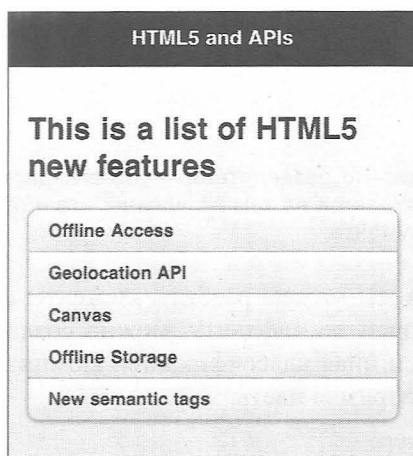 HTML5 and APIs
This is a list of HTML5
new features
Offline Access
Geolocation API
Canvas
Offline Storage
New semantic tags